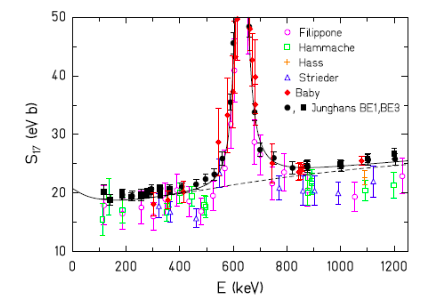 50
40
30
20
10
S17 (eV b)
0 200 400 600 800 1000 1200
E (keV)
Filippone
Hammache
Hass
Strieder
Baby
, Junghans BE1,BE3